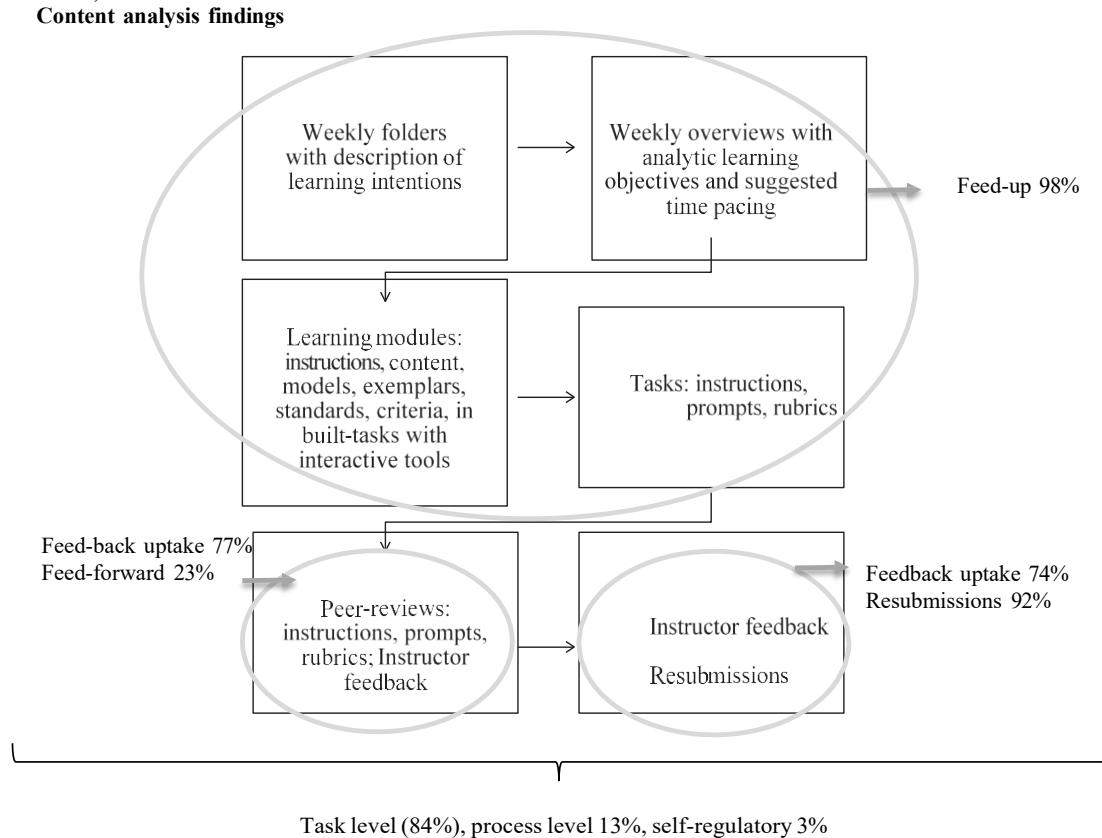 Content analysis findings
Weekly folders
with description of
learning intentions
Weekly overviews with
analytic learning
objectives and suggested
time pacing
Feed-up 98%
Learning modules:
instructions, content,
models, exemplars,
standards, criteria, in
built-tasks with
interactive tools
Tasks: instructions,
prompts, rubrics
Feed-back uptake 77%
Feed-forward 23%
Peer-reviews:
instructions, prompts,
rubrics; Instructor
feedback
Instructor feedback
Resubmissions
Feedback uptake 74%
Resubmissions 92%
Task level (84%), process level 13%, self-regulatory 3%